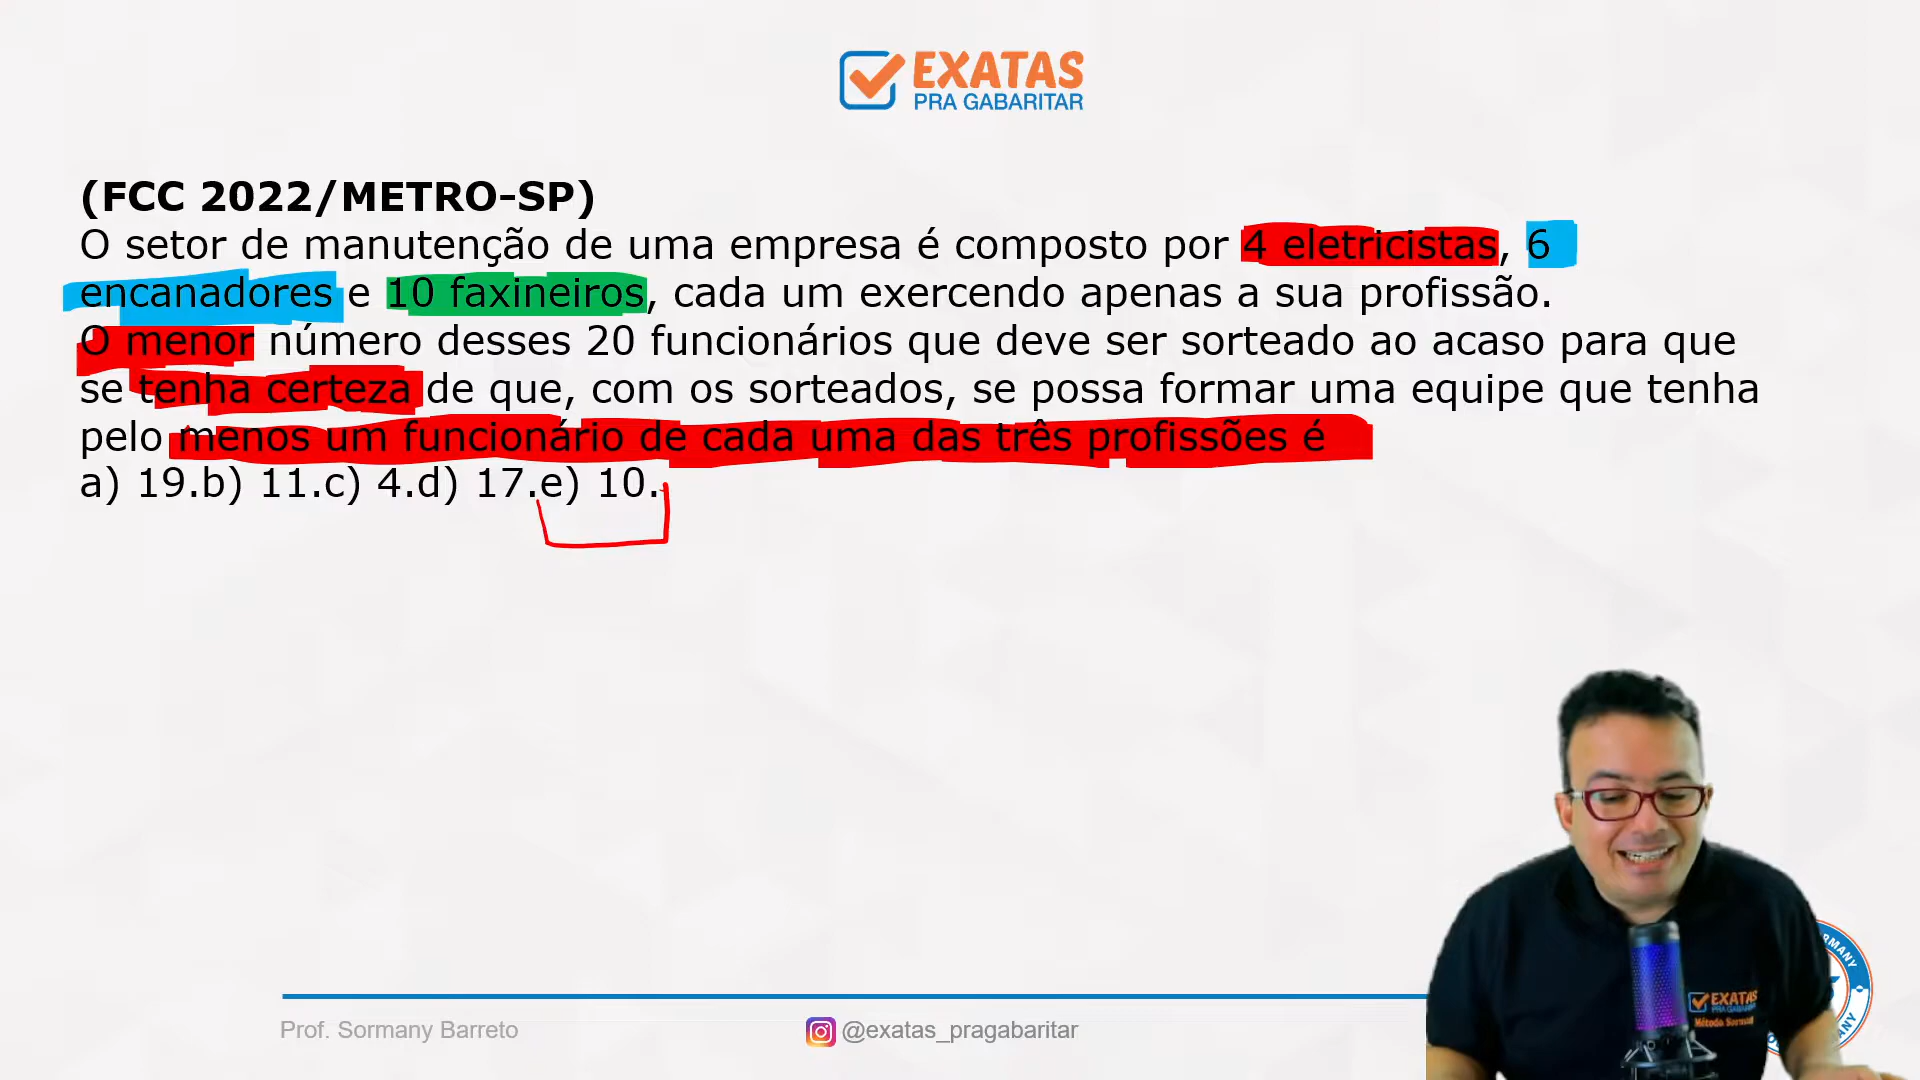 EXATAS
PRA GABARITAR
(FCC 2022/METRO-SP)
O setor de manutenção de uma empresa é composto por 4 eletricistas, 6
encanadores e 10 faxineiros, cada um exercendo apenas a sua profissão.
O menor número desses 20 funcionários que deve ser sorteado ao acaso para que
se tenha certeza de que, com os sorteados, se possa formar uma equipe que tenha
pelo menos um funcionário de cada uma das três profissões é
a) 19.b) 11.c) 4.d) 17.e) 10.
EXATAS
PRA GABARITAR
Prof. Sormany Barreto
@exatas_pragabaritar